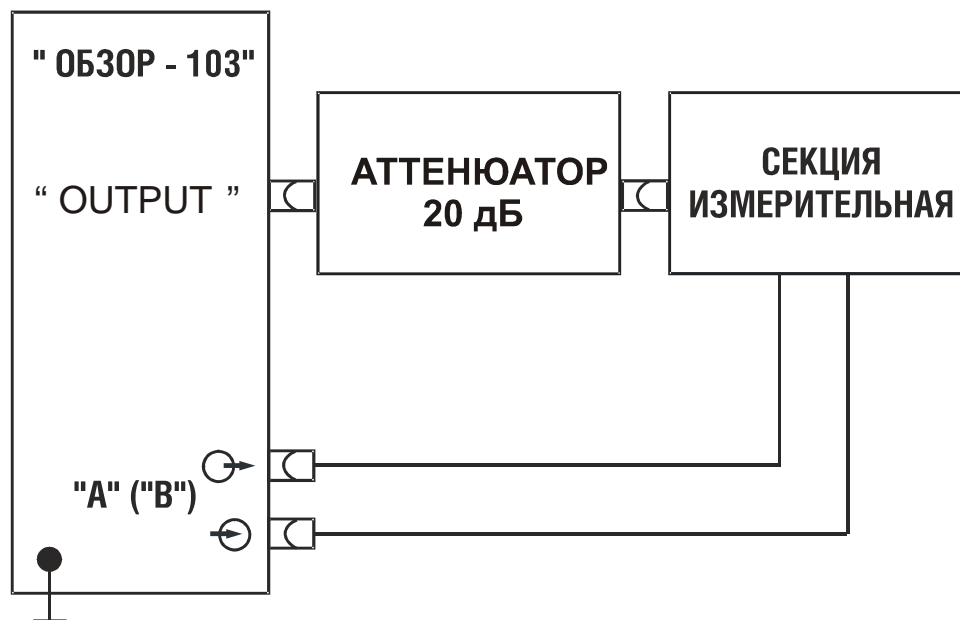 " ОБЗОР - 103"
“ OUTPUT ”
АТТЕНЮАТОР
20 дБ
СЕКЦИЯ
ИЗМЕРИТЕЛЬНАЯ
"А" ("В")